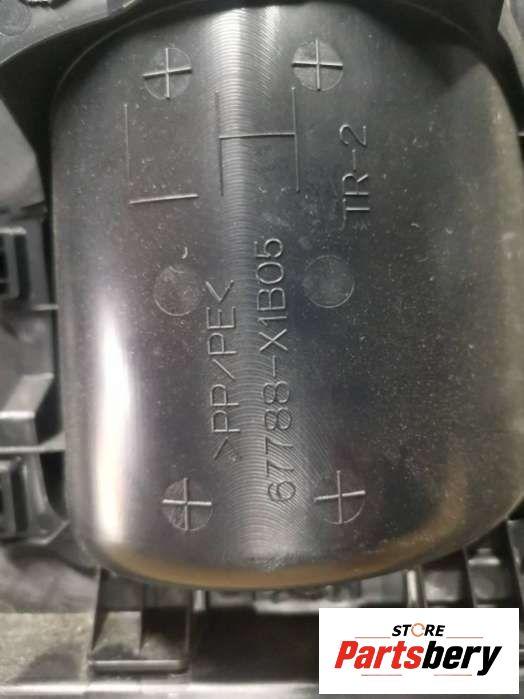 TR-2
67788-X1B05
>PP/PE<
STORE
Partsbery